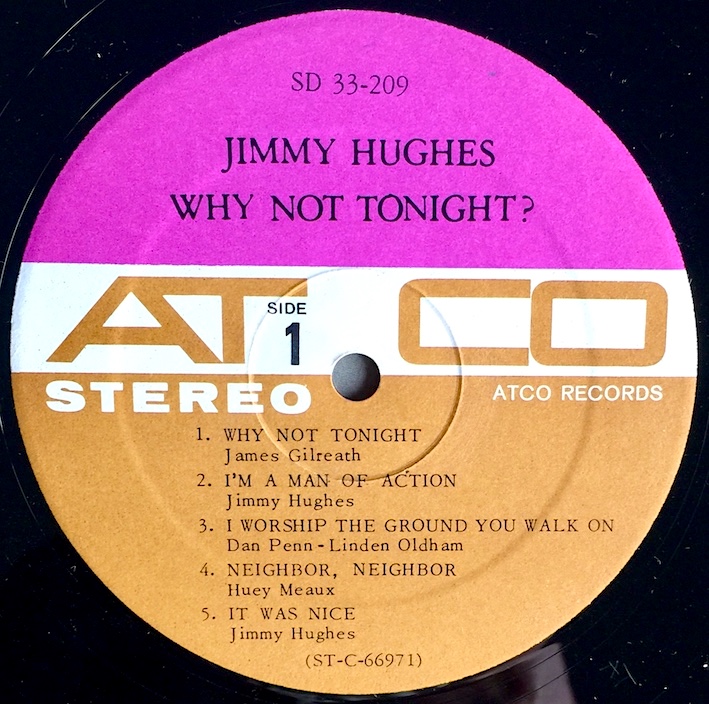 SD 33-209
JIMMY HUGHES
WHY NOT TONIGHT?
ATCO
SIDE
1
STEREO
ATCO RECORDS
1. WHY NOT TONIGHT
James Gilreath
2. I'M A MAN OF ACTION
Jimmy Hughes
3. I WORSHIP THE GROUND YOU WALK ON
Dan Penn - Linden Oldham
4. NEIGHBOR, NEIGHBOR
Huey Meaux
5. IT WAS NICE
Jimmy Hughes
(ST-C-66971)